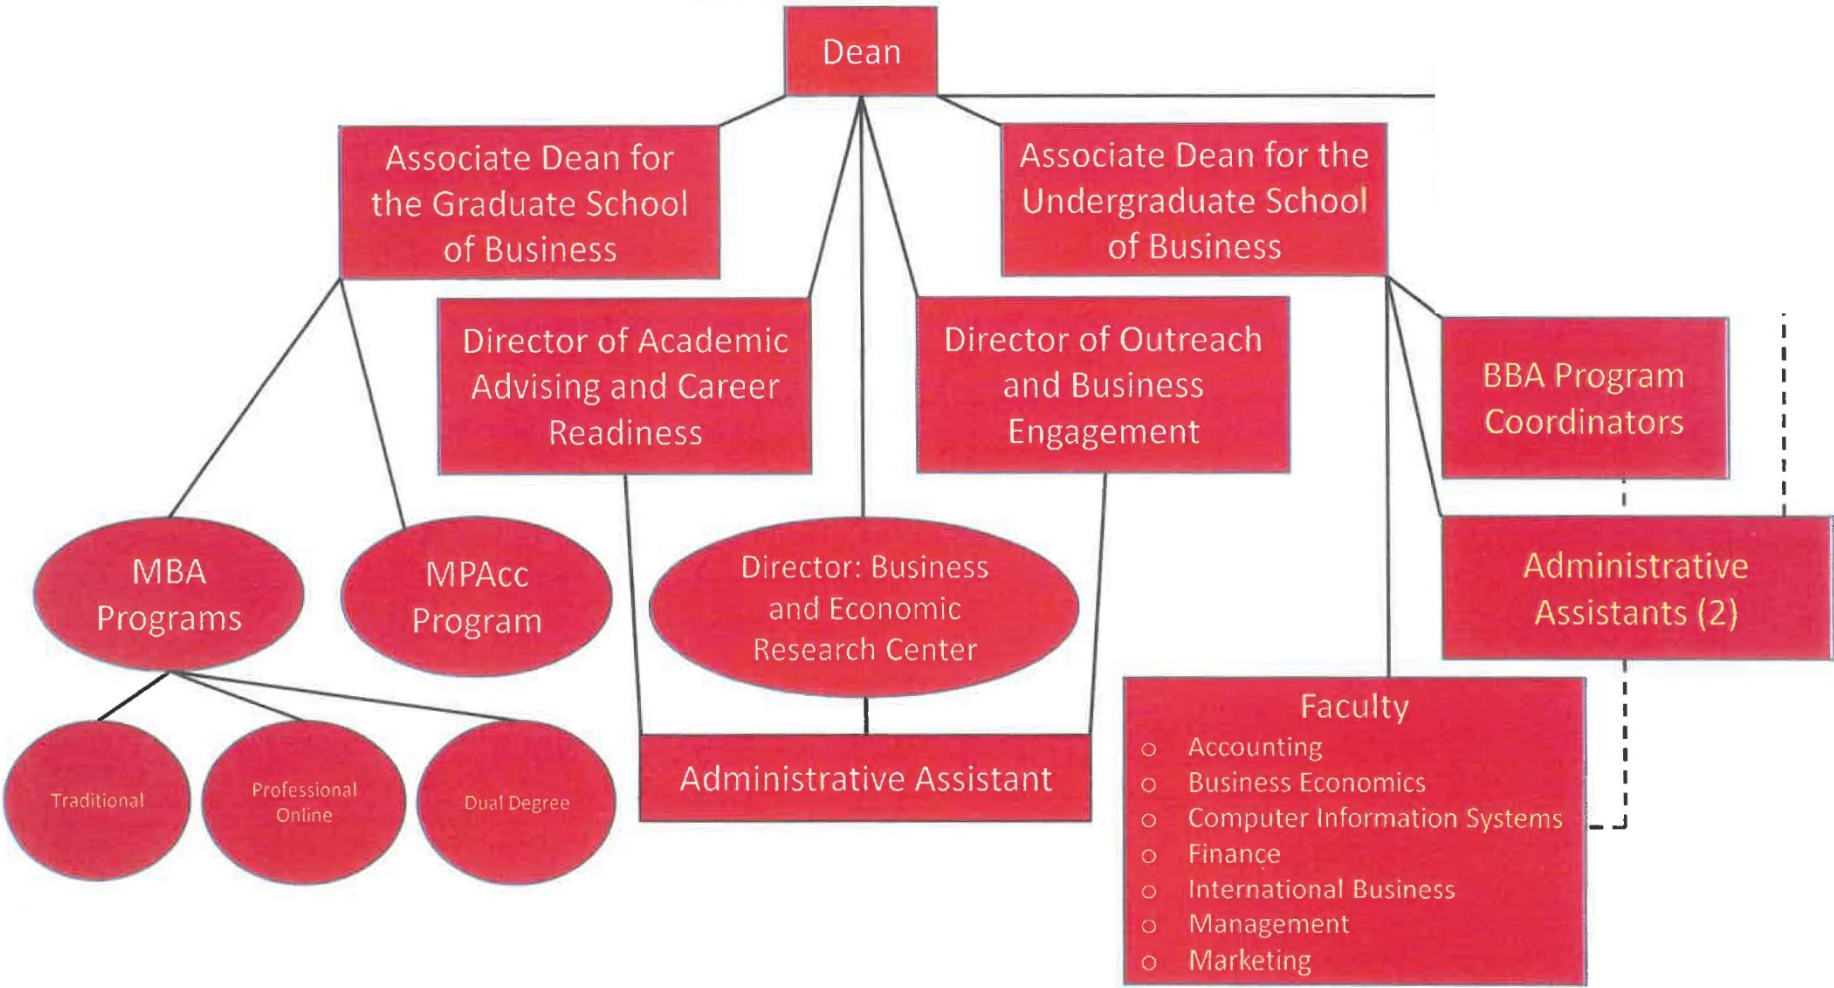 Dean
Associate Dean for
the Graduate School
of Business
Associate Dean for the
Undergraduate School
of Business
Director of Academic
Advising and Career
Readiness
Director of Outreach
and Business
Engagement
BBA Program
Coordinators
MBA
Programs
MPAcc
Program
Director: Business
and Economic
Research Center
Administrative
Assistants (2)
Traditional
Professional
Online
Dual Degree
Administrative Assistant
Faculty
o Accounting
o Business Economics
o Computer Information Systems
o Finance
o International Business
o Management
o Marketing